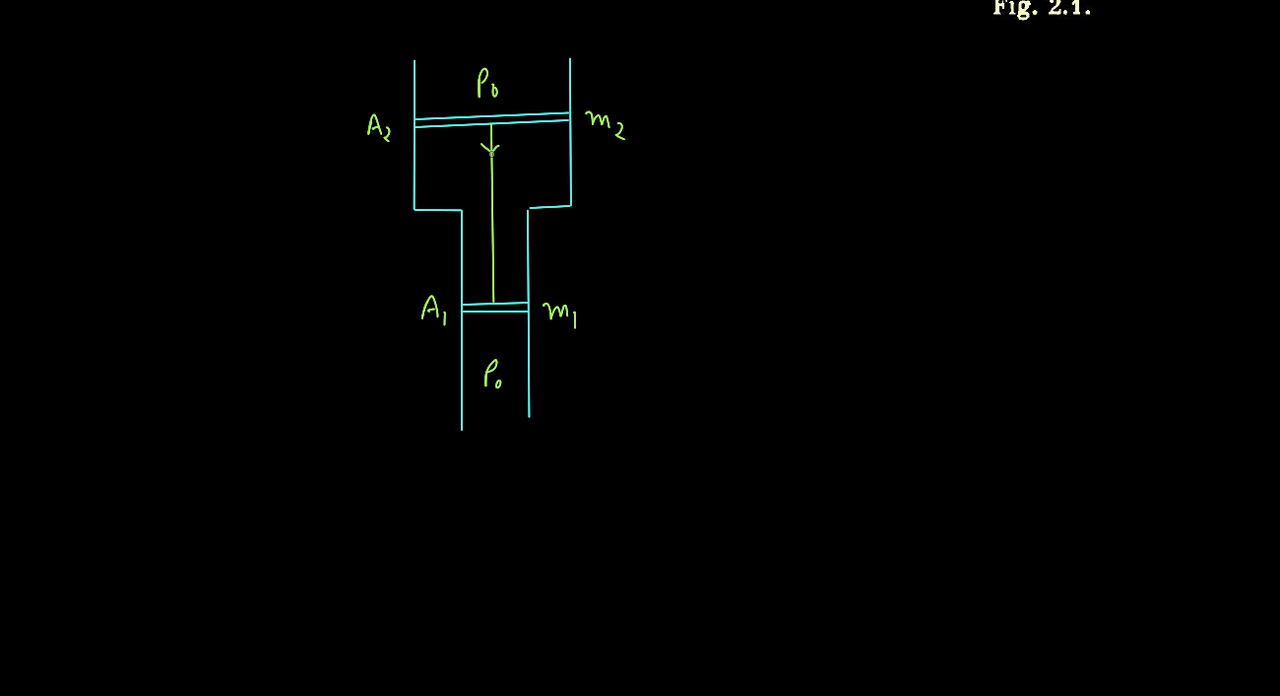 Fig. 2.1.
P₀
A₂
m₂
A₁
m₁
P₀